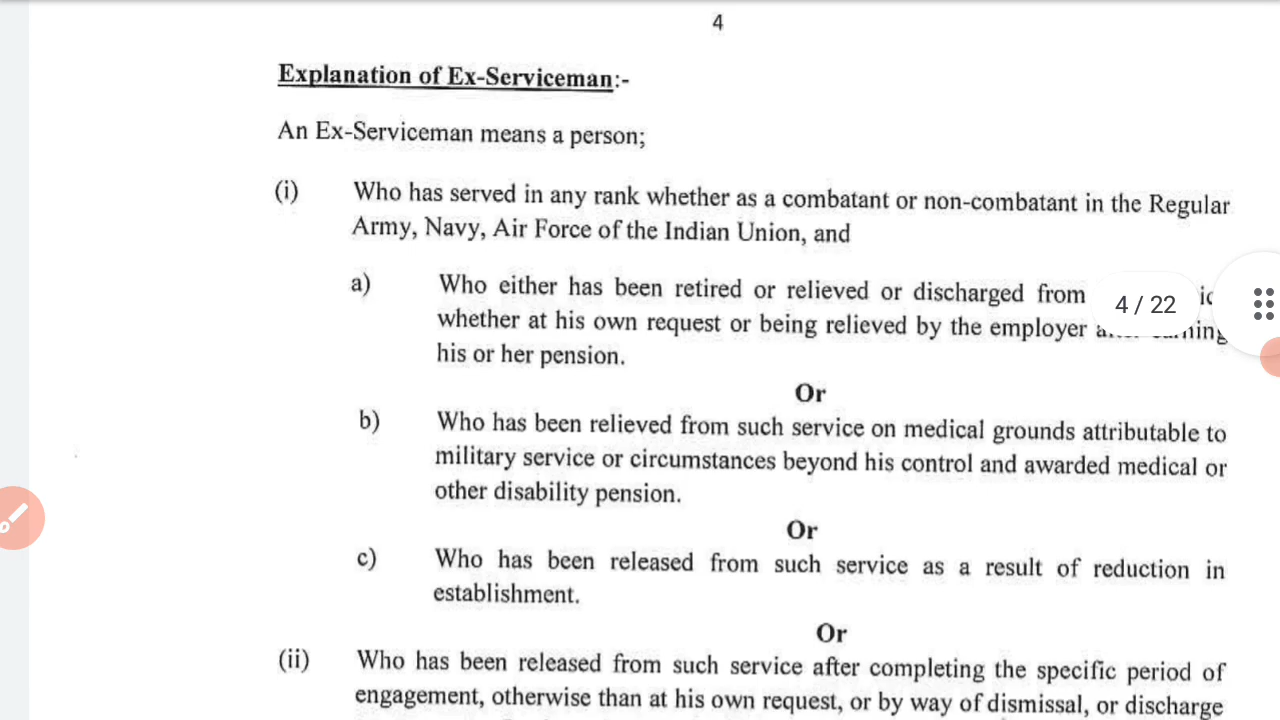 4
Explanation of Ex-Serviceman:-
An Ex-Serviceman means a person;
(i) Who has served in any rank whether as a combatant or non-combatant in the Regular
Army, Navy, Air Force of the Indian Union, and
a) Who either has been retired or relieved or discharged from
4 / 22
whether at his own request or being relieved by the employer
his or her pension.
Or
b) Who has been relieved from such service on medical grounds attributable to
military service or circumstances beyond his control and awarded medical or
other disability pension.
Or
c) Who has been released from such service as a result of reduction in
establishment.
Or
(ii) Who has been released from such service after completing the specific period of
engagement, otherwise than at his own request, or by way of dismissal, or discharge